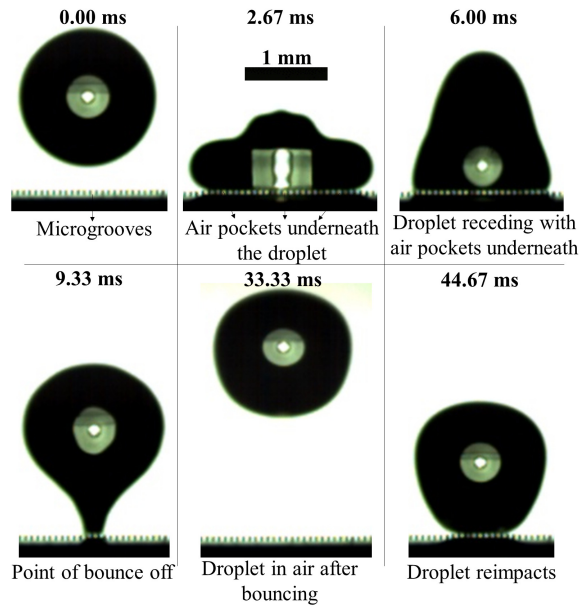 0.00 ms
2.67 ms
6.00 ms
1 mm
Microgrooves
Air pockets underneath
the droplet
Droplet receding with
air pockets underneath
9.33 ms
33.33 ms
44.67 ms
Point of bounce off
Droplet in air after
bouncing
Droplet reimpacts